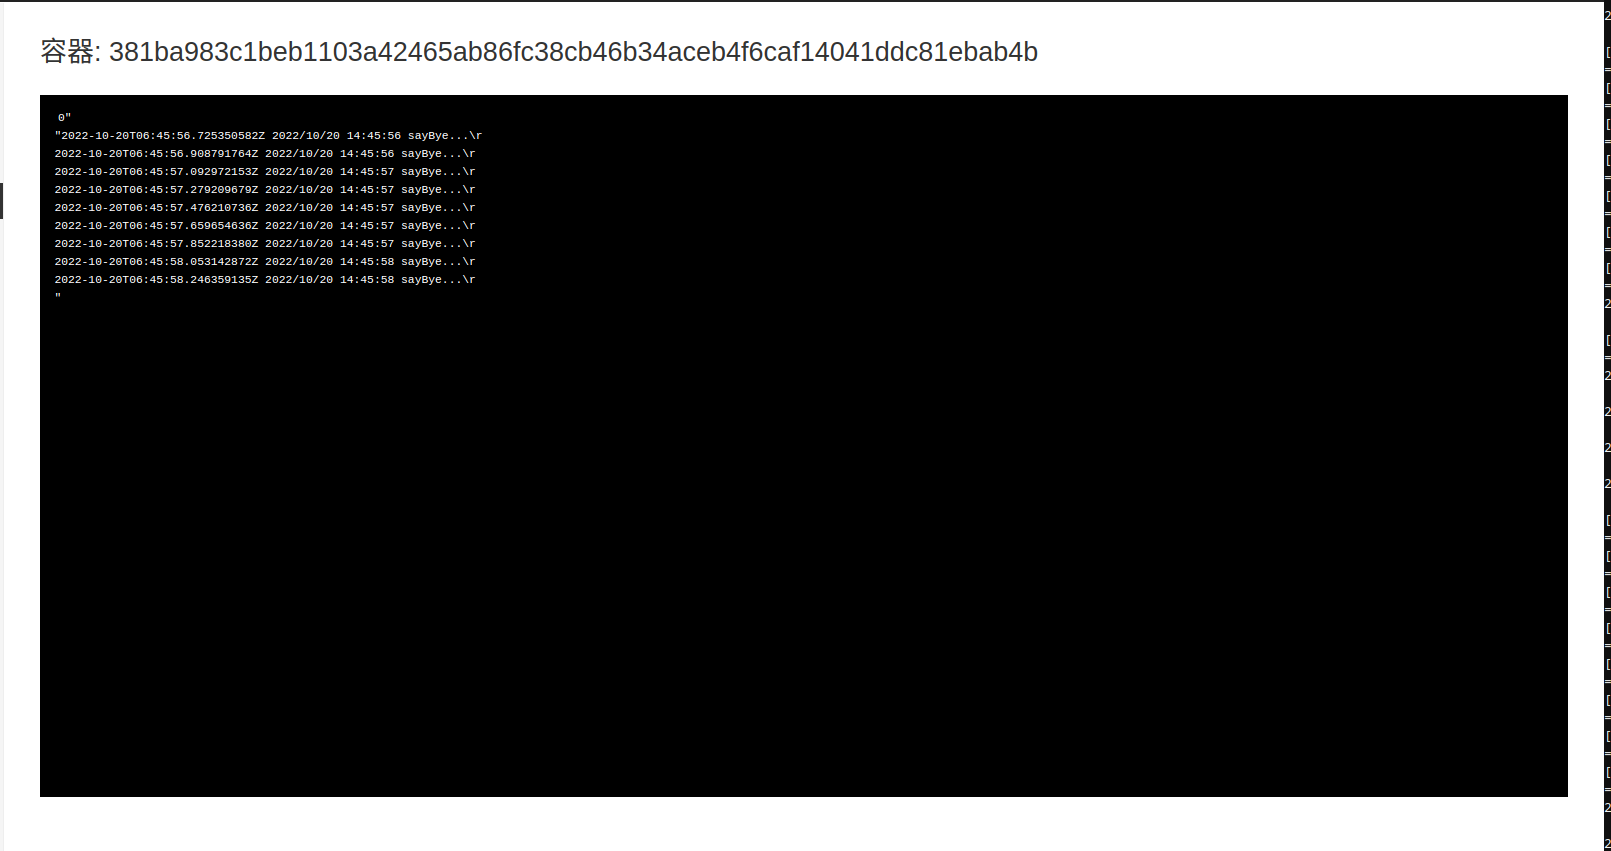 容器: 381ba983c1beb1103a42465ab86fc38cb46b34aceb4f6caf14041ddc81ebab4b
0"
"2022-10-20T06:45:56.725350582Z 2022/10/20 14:45:56 sayBye...\r
2022-10-20T06:45:56.908791764Z 2022/10/20 14:45:56 sayBye...\r
2022-10-20T06:45:57.092972153Z 2022/10/20 14:45:57 sayBye...\r
2022-10-20T06:45:57.279209679Z 2022/10/20 14:45:57 sayBye...\r
2022-10-20T06:45:57.476210736Z 2022/10/20 14:45:57 sayBye...\r
2022-10-20T06:45:57.659654636Z 2022/10/20 14:45:57 sayBye...\r
2022-10-20T06:45:57.852218380Z 2022/10/20 14:45:57 sayBye...\r
2022-10-20T06:45:58.053142872Z 2022/10/20 14:45:58 sayBye...\r
2022-10-20T06:45:58.246359135Z 2022/10/20 14:45:58 sayBye...\r
"